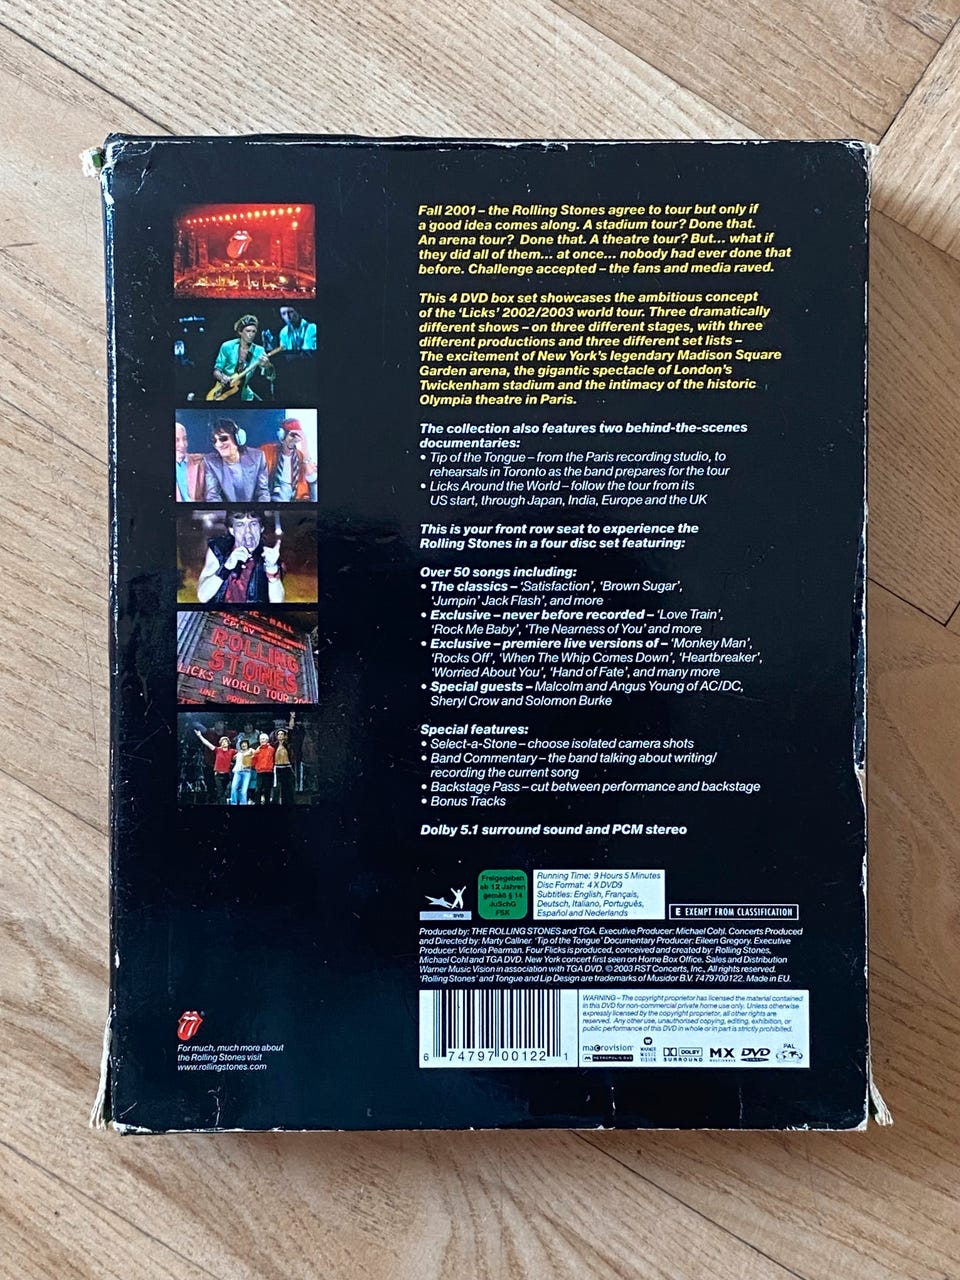 Fall 2001 – the Rolling Stones agree to tour but only if
a good idea comes along. A stadium tour? Done that.
An arena tour? Done that. A theatre tour? But... what if
they did all of them... at once... nobody had ever done that
before. Challenge accepted – the fans and media raved.
This 4 DVD box set showcases the ambitious concept
of the 'Licks' 2002/2003 world tour. Three dramatically
different shows – on three different stages, with three
different productions and three different set lists –
The excitement of New York's legendary Madison Square
Garden arena, the gigantic spectacle of London's
Twickenham stadium and the intimacy of the historic
Olympia theatre in Paris.
The collection also features two behind-the-scenes
documentaries:
• Tip of the Tongue – from the Paris recording studio, to
rehearsals in Toronto as the band prepares for the tour
• Licks Around the World – follow the tour from its
US start, through Japan, India, Europe and the UK
This is your front row seat to experience the
Rolling Stones in a four disc set featuring:
Over 50 songs including:
• The classics – 'Satisfaction', 'Brown Sugar',
'Jumpin' Jack Flash', and more
• Exclusive – never before recorded – 'Love Train',
'Rock Me Baby', 'The Nearness of You' and more
• Exclusive – premiere live versions of – 'Monkey Man',
'Rocks Off', 'When The Whip Comes Down', 'Heartbreaker',
'Worried About You', 'Hand of Fate', and many more
• Special guests – Malcolm and Angus Young of AC/DC,
Sheryl Crow and Solomon Burke
Special features:
• Select-a-Stone – choose isolated camera shots
• Band Commentary – the band talking about writing/
recording the current song
• Backstage Pass – cut between performance and backstage
• Bonus Tracks
Dolby 5.1 surround sound and PCM stereo
ROLLING
STONES
LICKS WORLD TOUR
DVD
Freigegeben
ab 12 Jahren
gemäß § 14
JuSchG
FSK
Running Time: 9 Hours 5 Minutes
Disc Format: 4 X DVD9
Subtitles: English, Français,
Deutsch, Italiano, Português,
Español and Nederlands
E EXEMPT FROM CLASSIFICATION
Produced by: THE ROLLING STONES and TGA. Executive Producer: Michael Cohl. Concerts Produced
and Directed by: Marty Callner. 'Tip of the Tongue' Documentary Producer: Eileen Gregory. Executive
Producer: Victoria Pearman. Four Flicks is produced, conceived and created by: Rolling Stones,
Michael Cohl and TGA DVD. New York concert first seen on Home Box Office. Sales and Distribution
Warner Music Vision in association with TGA DVD. © 2003 RST Concerts, Inc., All rights reserved.
'Rolling Stones' and Tongue and Lip Design are trademarks of Musidor B.V. 7479700122. Made in EU.
For much, much more about
the Rolling Stones visit
www.rollingstones.com
6 74797 00122 1
WARNING – The copyright proprietor has licensed the material contained
in this DVD for non-commercial private home use only. Unless otherwise
expressly licensed by the copyright proprietor, all other rights are
reserved. Any other use, unauthorised copying, editing, exhibition, or
public performance of this DVD in whole or in part is strictly prohibited.
macrovision
METROPOLIS DVD
WARNER
MUSIC
VISION
DOLBY
SURROUND
MX
DVD
VIDEO
PAL